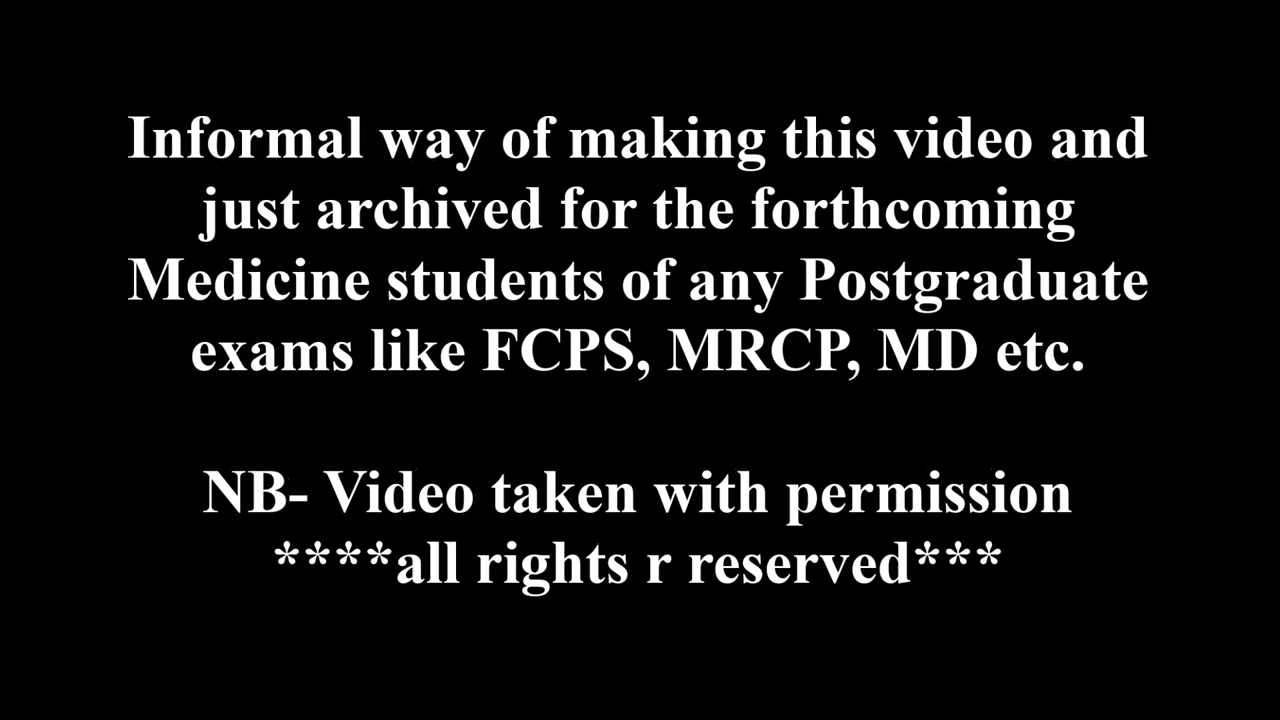 Informal way of making this video and
just archived for the forthcoming
Medicine students of any Postgraduate
exams like FCPS, MRCP, MD etc.
NB- Video taken with permission
****all rights r reserved***